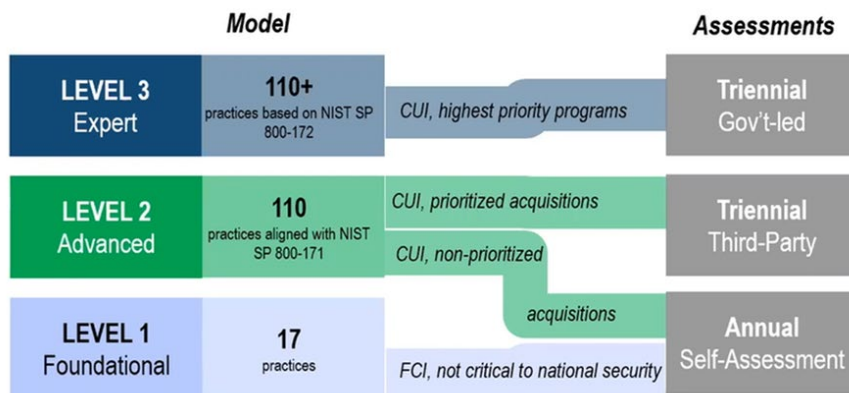 Model
Assessments
LEVEL 3
Expert
110+
practices based on NIST SP
800-172
CUI, highest priority programs
Triennial
Gov't-led
LEVEL 2
Advanced
110
practices aligned with NIST
SP 800-171
CUI, prioritized acquisitions
CUI, non-prioritized
acquisitions
Triennial
Third-Party
LEVEL 1
Foundational
17
practices
FCI, not critical to national security
Annual
Self-Assessment